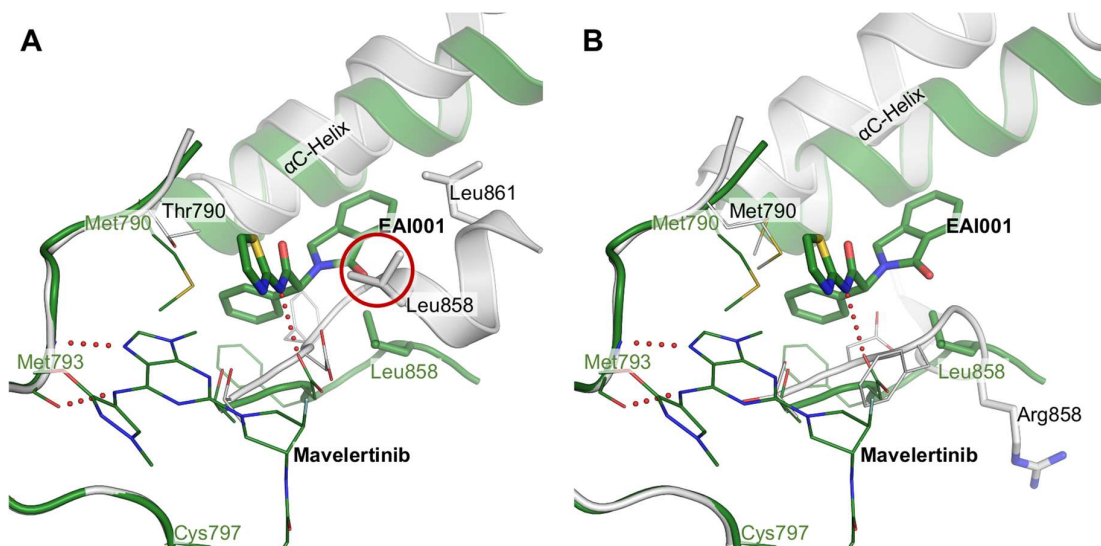 A
αC-Helix
Leu861
Thr790
Met790
EAI001
Leu858
Met793
Leu858
Mavelertinib
Cys797
B
αC-Helix
Met790
Met790
EAI001
Met793
Leu858
Arg858
Mavelertinib
Cys797